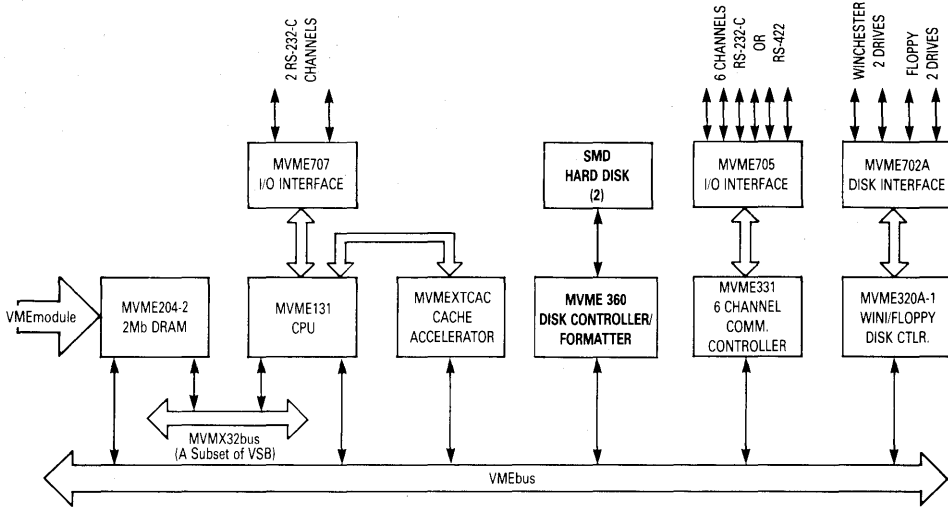 2 RS-232-C
CHANNELS
6 CHANNELS
RS-232-C
OR
RS-422
WINCHESTER
2 DRIVES
FLOPPY
2 DRIVES
MVME707
I/O INTERFACE
SMD
HARD DISK
(2)
MVME705
I/O INTERFACE
MVME702A
DISK INTERFACE
VMEmodule
MVME204-2
2Mb DRAM
MVME131
CPU
MVMEXTCAC
CACHE
ACCELERATOR
MVME 360
DISK CONTROLLER/
FORMATTER
MVME331
6 CHANNEL
COMM.
CONTROLLER
MVME320A-1
WINI/FLOPPY
DISK CTLR.
MVMX32bus
(A Subset of VSB)
VMEbus